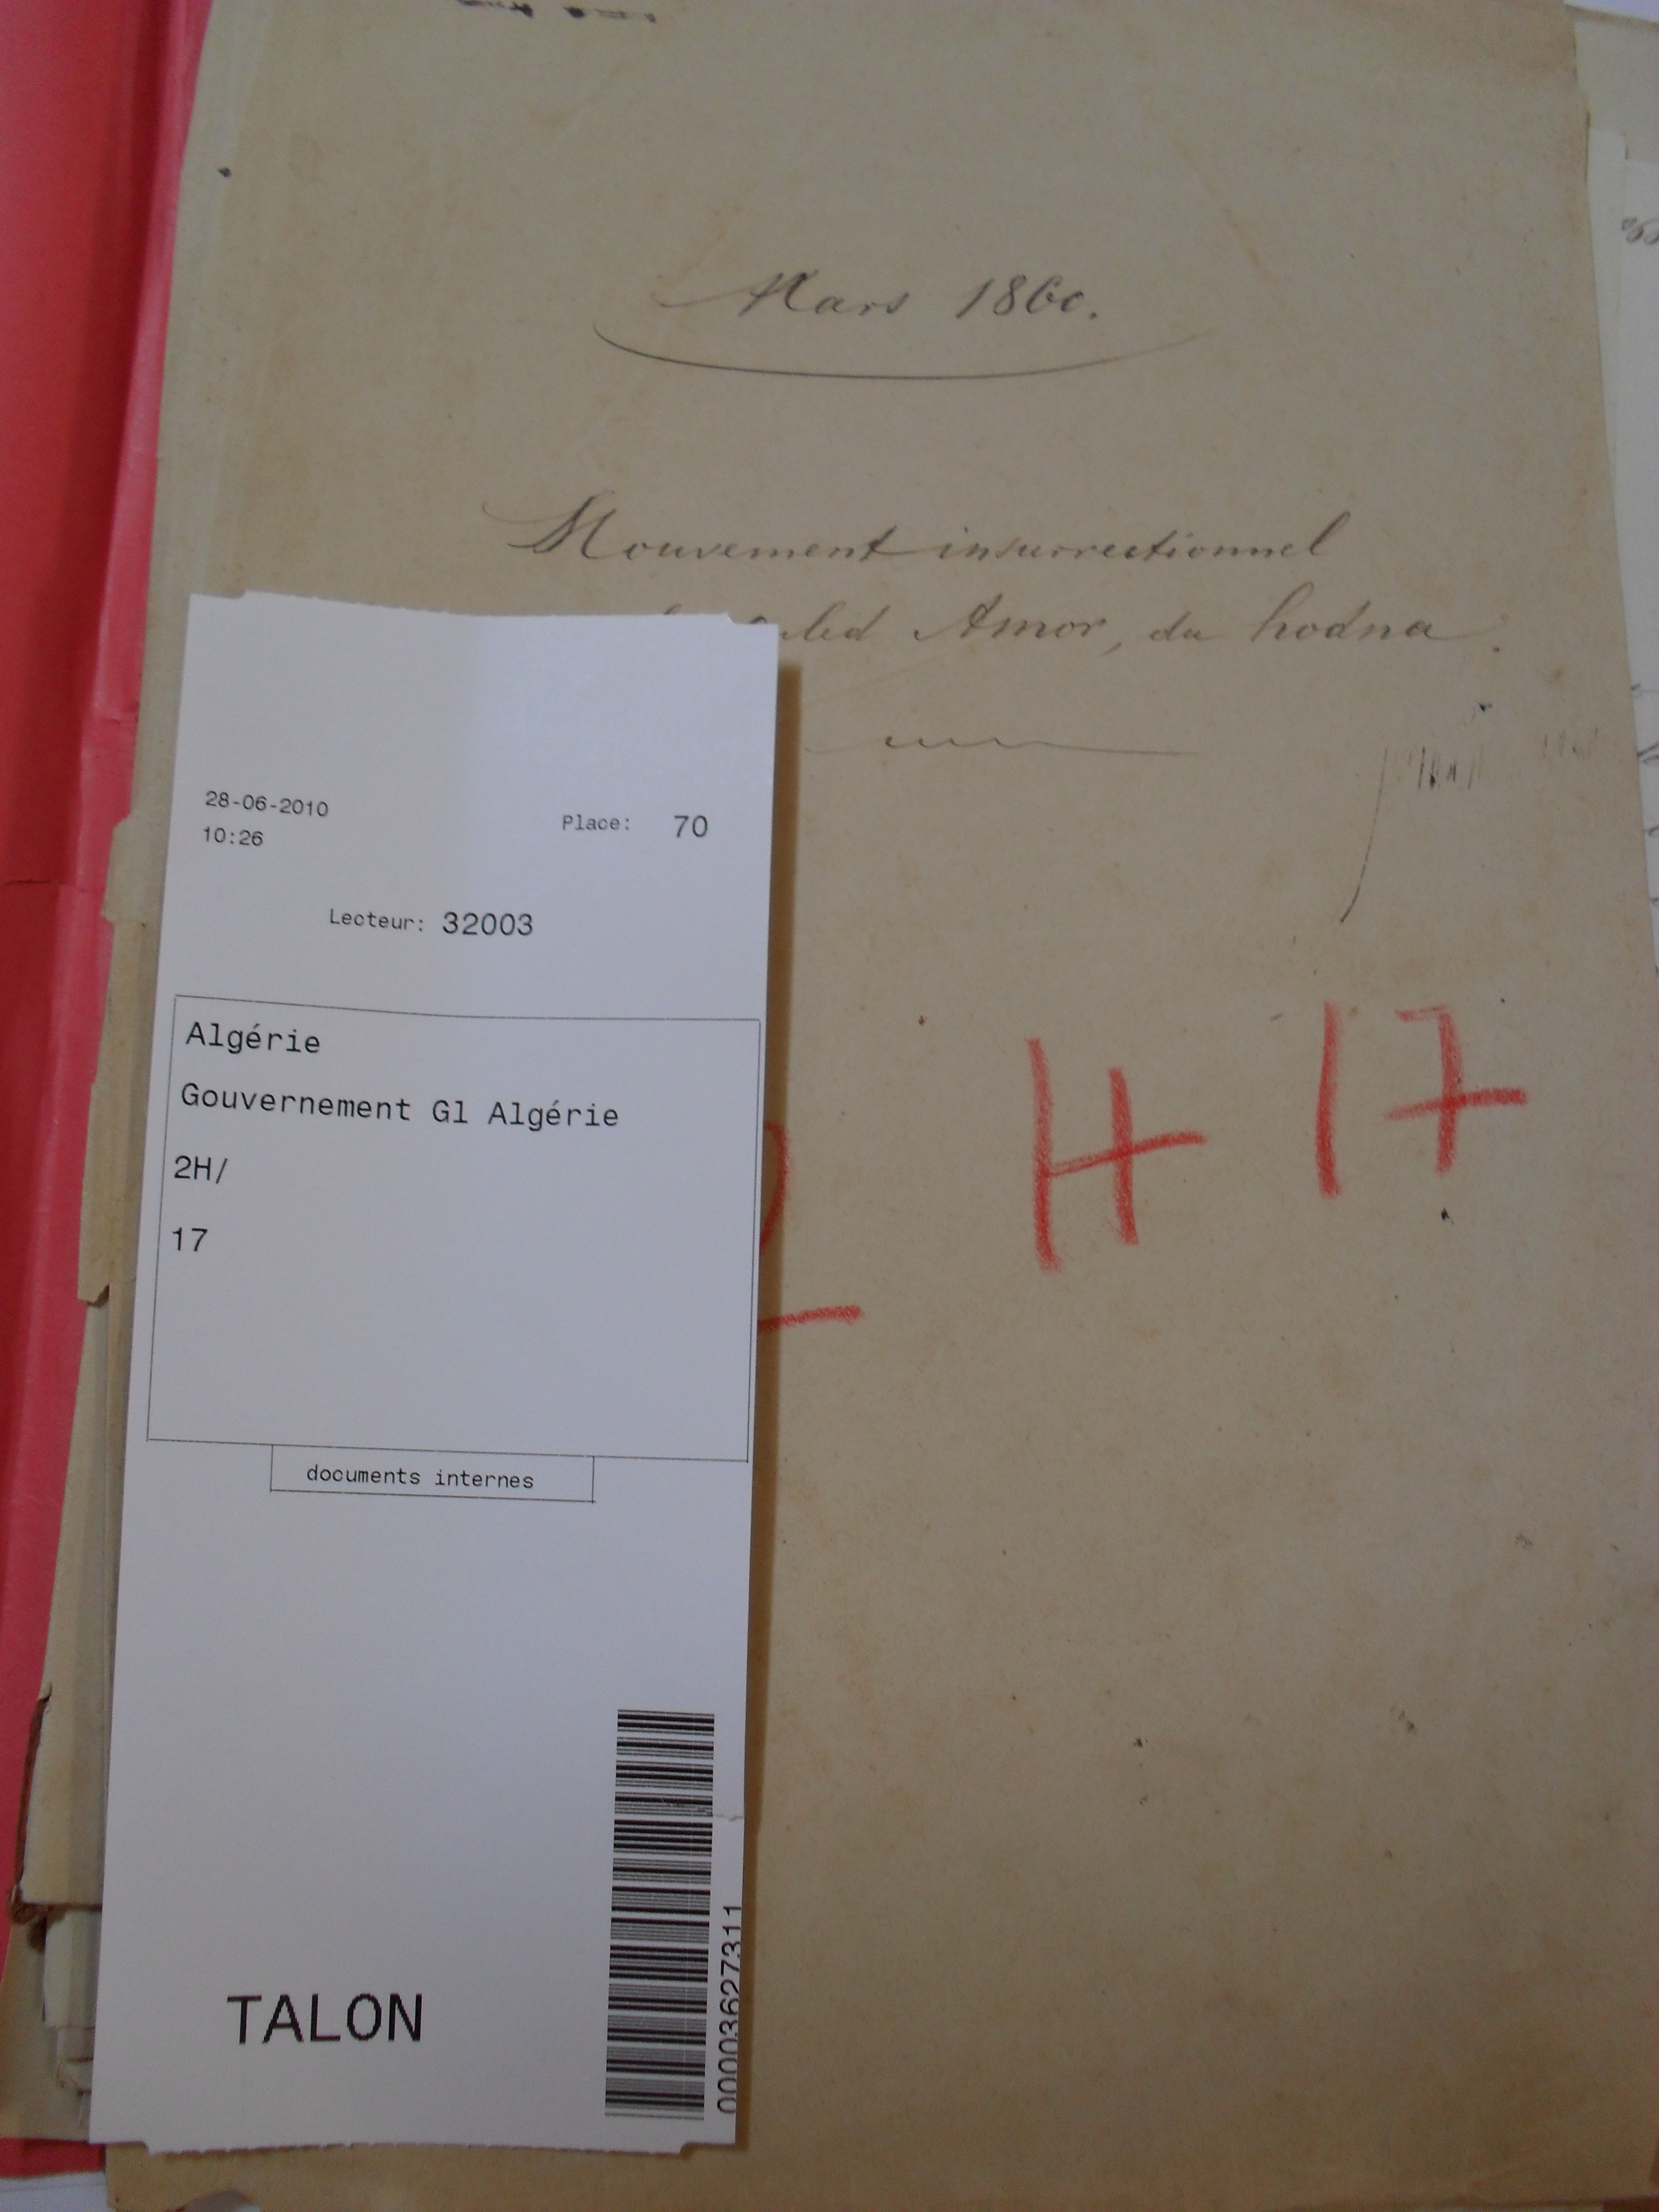 Mars 1860.
Mouvement insurrectionnel
Amor, du hodna.
28-06-2010
10:26
Place: 70
Lecteur: 32003
Algérie
Gouvernement Gl Algérie
2H/
17
documents internes
TALON
0000363627311
2 H 17